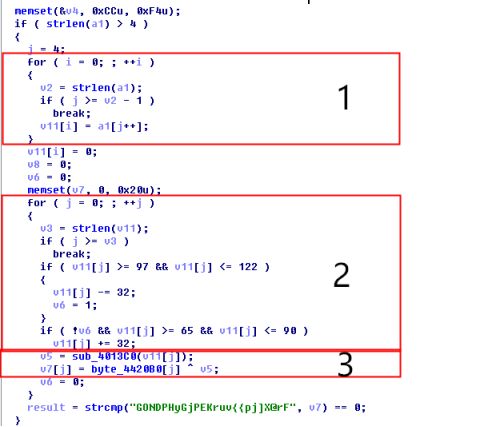 memset(&v4, 0xCCu, 0xF4u);
if ( strlen(a1) > 4 )
{
j = 4;
for ( i = 0; ; ++i )
{
v2 = strlen(a1);
if ( j >= v2 - 1 )
break;
v11[i] = a1[j++];
}
1
v11[i] = 0;
v8 = 0;
v6 = 0;
memset(v7, 0, 0x20u);
for ( j = 0; ; ++j )
{
v3 = strlen(v11);
if ( j >= v3 )
break;
if ( v11[j] >= 97 && v11[j] <= 122 )
{
v11[j] -= 32;
v6 = 1;
}
if ( !v6 && v11[j] >= 65 && v11[j] <= 90 )
v11[j] += 32;
2
v5 = sub_4013C0(v11[j]);
v7[j] = byte_4420B0[j] ^ v5;
v6 = 0;
3
}
result = strcmp("GONDPHyGjPEKruv{{pj]X@rF", v7) == 0;
}